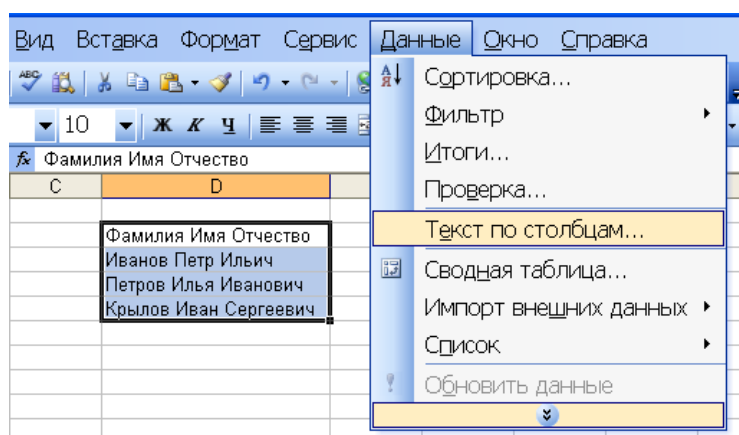 Вид Вставка Формат Сервис Данные Окно Справка
ABC
10 Ж К Ч
fx Фамилия Имя Отчество
C D
Фамилия Имя Отчество
Иванов Петр Ильич
Петров Илья Иванович
Крылов Иван Сергеевич
А
Я
Сортировка...
Фильтр
Итоги...
Проверка...
Текст по столбцам...
Сводная таблица...
Импорт внешних данных
Список
Обновить данные